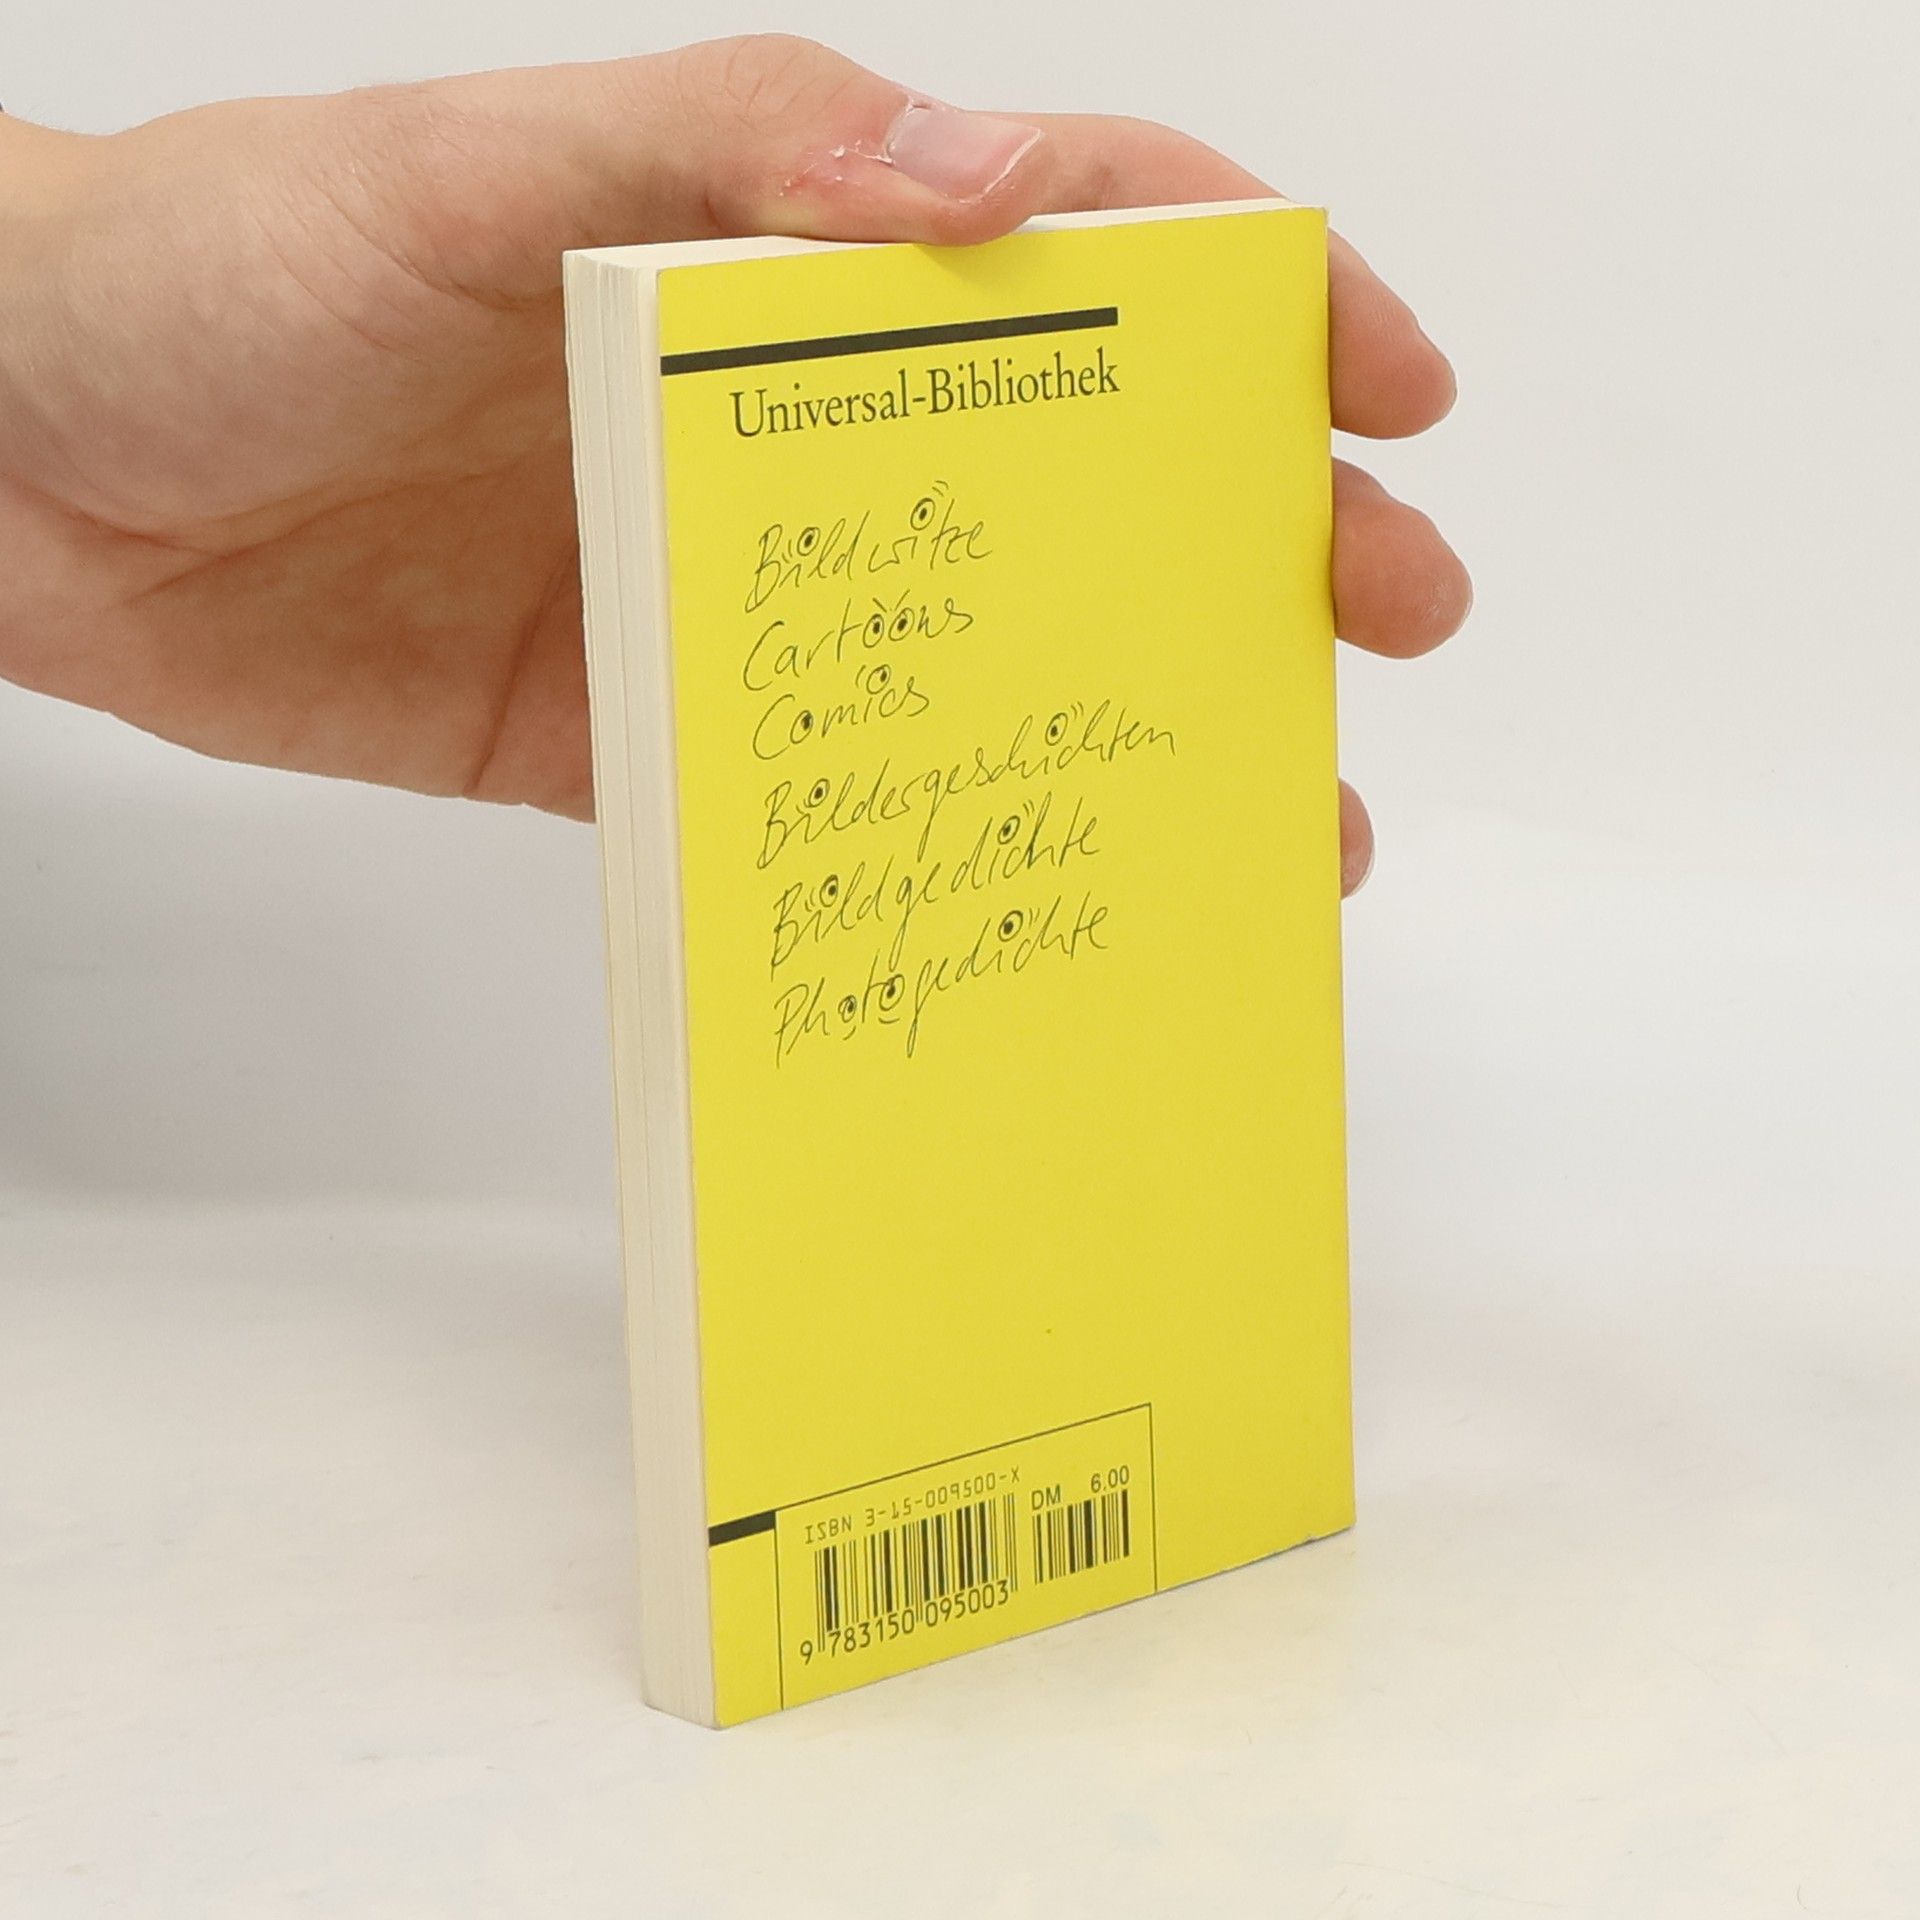 Universal-Bibliothek
Bildwitze
Cartoons
Comics
Bildergeschichten
Bildgedichte
Photogedichte
ISBN 3-15-009500-X
DM 6.00
9 783150 095003